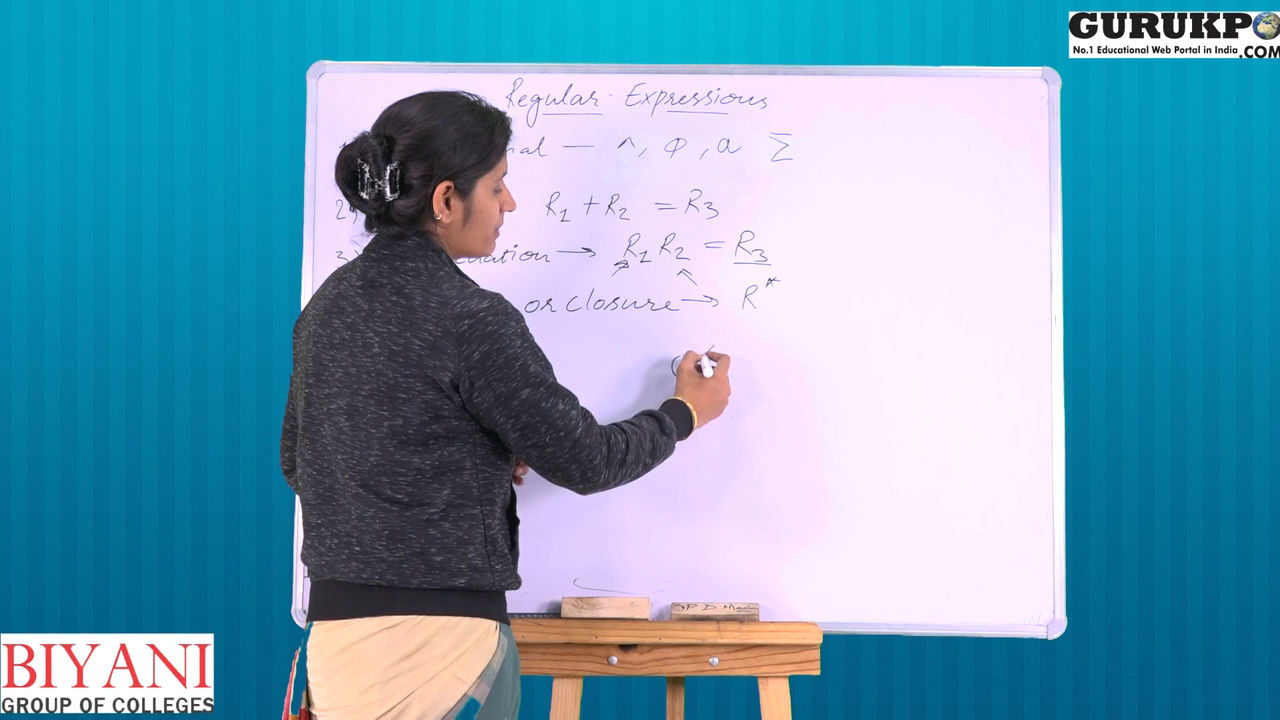 GURUKPO
No.1 Educational Web Portal in India
.COM
Regular Expressions
— ^, Φ, a Σ
R1 + R2 = R3
3) → R1 R2 = R3
or closure → R*
BIYANI
GROUP OF COLLEGES